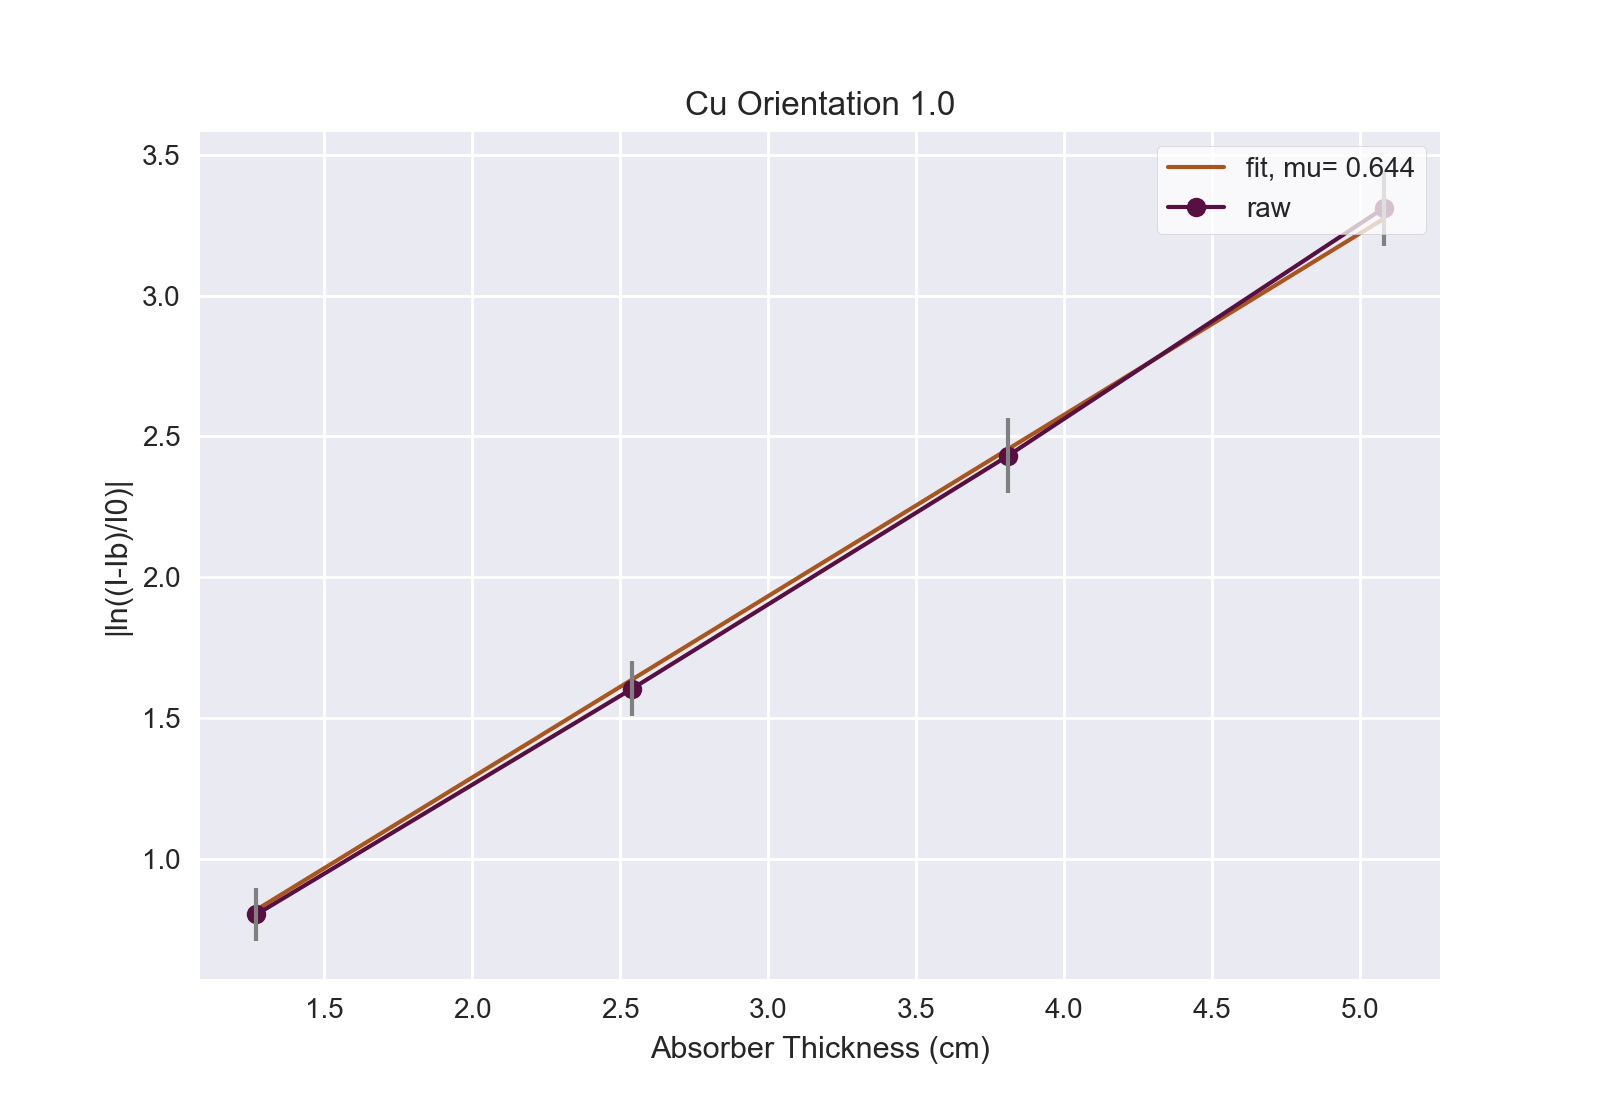 Cu Orientation 1.0
fit, mu= 0.644
raw
3.5
3.0
2.5
2.0
1.5
1.0
|ln((I-Ib)/I0)|
1.5 2.0 2.5 3.0 3.5 4.0 4.5 5.0
Absorber Thickness (cm)